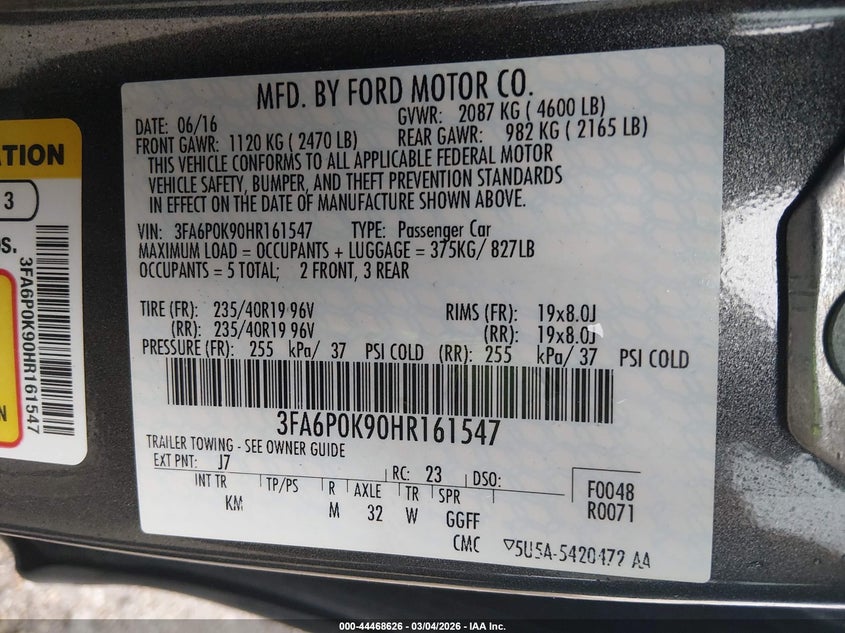 MFD. BY FORD MOTOR CO.
DATE: 06/16 GVWR: 2087 KG ( 4600 LB)
FRONT GAWR: 1120 KG ( 2470 LB) REAR GAWR: 982 KG ( 2165 LB)
THIS VEHICLE CONFORMS TO ALL APPLICABLE FEDERAL MOTOR
VEHICLE SAFETY, BUMPER, AND THEFT PREVENTION STANDARDS
IN EFFECT ON THE DATE OF MANUFACTURE SHOWN ABOVE.
VIN: 3FA6P0K90HR161547 TYPE: Passenger Car
MAXIMUM LOAD = OCCUPANTS + LUGGAGE = 375KG/ 827LB
OCCUPANTS = 5 TOTAL; 2 FRONT, 3 REAR
TIRE (FR): 235/40R19 96V RIMS (FR): 19x8.0J
(RR): 235/40R19 96V (RR): 19x8.0J
PRESSURE (FR): 255 kPa/ 37 PSI COLD (RR): 255 kPa/ 37 PSI COLD
3FA6P0K90HR161547
TRAILER TOWING - SEE OWNER GUIDE
EXT PNT: J7 RC: 23 DSO:
INT TR TP/PS R AXLE TR SPR F0048
KM M 32 W GGFF R0071
CMC ▽5U5A-5420472 AA
ATION
3
OS.
3FA6P0K90HR161547
N
000-44468626 - 03/04/2026 - IAA Inc.